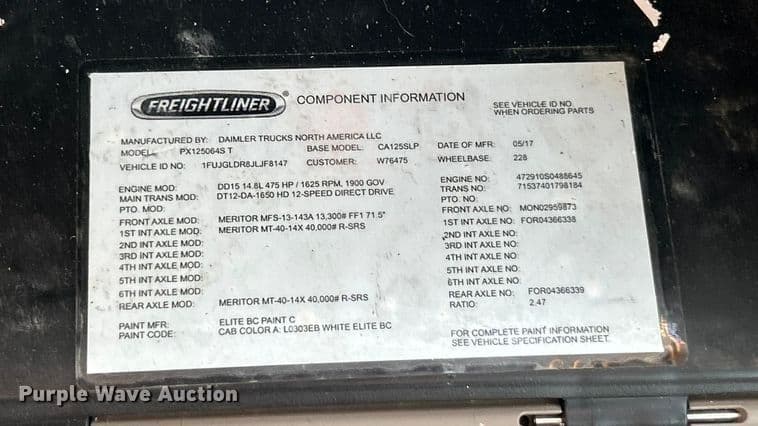 FREIGHTLINER
COMPONENT INFORMATION
SEE VEHICLE ID NO
WHEN ORDERING PARTS
MANUFACTURED BY: DAIMLER TRUCKS NORTH AMERICA LLC
MODEL: PX125064S T BASE MODEL: CA125SLP DATE OF MFR: 05/17
VEHICLE ID NO: 1FUJGLDR8JLJF8147 CUSTOMER: W76475 WHEELBASE: 228
ENGINE MOD: DD15 14.8L 475 HP / 1625 RPM, 1900 GOV ENGINE NO: 472910S0488645
MAIN TRANS MOD: DT12-DA-1650 HD 12-SPEED DIRECT DRIVE TRANS NO: 71537401798184
PTO. MOD: PTO. NO:
FRONT AXLE MOD: MERITOR MFS-13-143A 13,300# FF1 71.5" FRONT AXLE NO: MON02959873
1ST INT AXLE MOD: MERITOR MT-40-14X 40,000# R-SRS 1ST INT AXLE NO: FOR04366338
2ND INT AXLE MOD: 2ND INT AXLE NO:
3RD INT AXLE MOD: 3RD INT AXLE NO:
4TH INT AXLE MOD: 4TH INT AXLE NO:
5TH INT AXLE MOD: 5TH INT AXLE NO:
6TH INT AXLE MOD: 6TH INT AXLE NO:
REAR AXLE MOD: MERITOR MT-40-14X 40,000# R-SRS REAR AXLE NO: FOR04366339
RATIO: 2.47
PAINT MFR: ELITE BC PAINT C
PAINT CODE: CAB COLOR A: L0303EB WHITE ELITE BC
FOR COMPLETE PAINT INFORMATION
SEE VEHICLE SPECIFICATION SHEET.
Purple Wave Auction